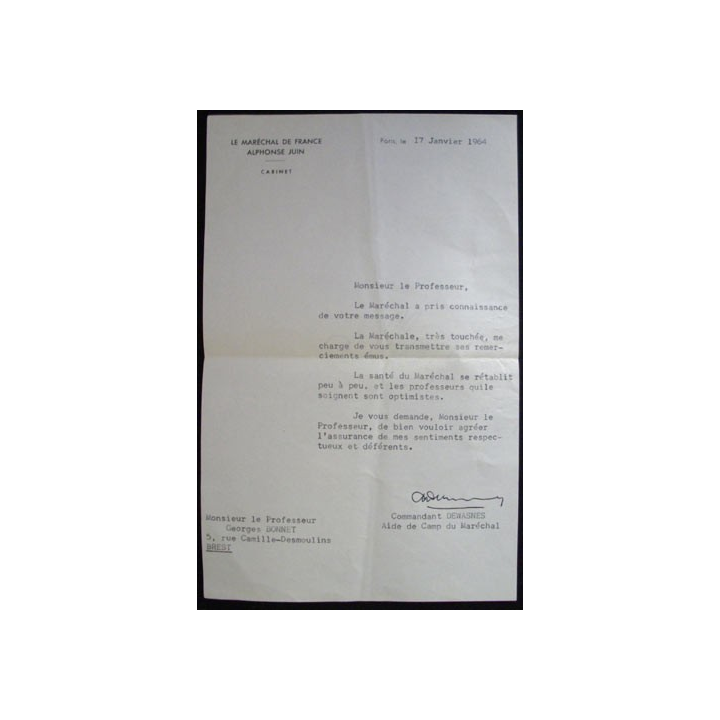 LE MARÉCHAL DE FRANCE
ALPHONSE JUIN
CABINET
Paris, le 17 Janvier 1964
Monsieur le Professeur,
Le Maréchal a pris connaissance
de votre message.
La Maréchale, très touchée, me
charge de vous transmettre ses remer-
ciements émus.
La santé du Maréchal se rétablit
peu à peu, et les professeurs quile
soignent sont optimistes.
Je vous demande, Monsieur le
Professeur, de bien vouloir agréer
l'assurance de mes sentiments respec-
tueux et déférents.
Commandant DEWASNES
Aide de Camp du Maréchal
Monsieur le Professeur
Georges BONNET
5, rue Camille-Desmoulins
BREST